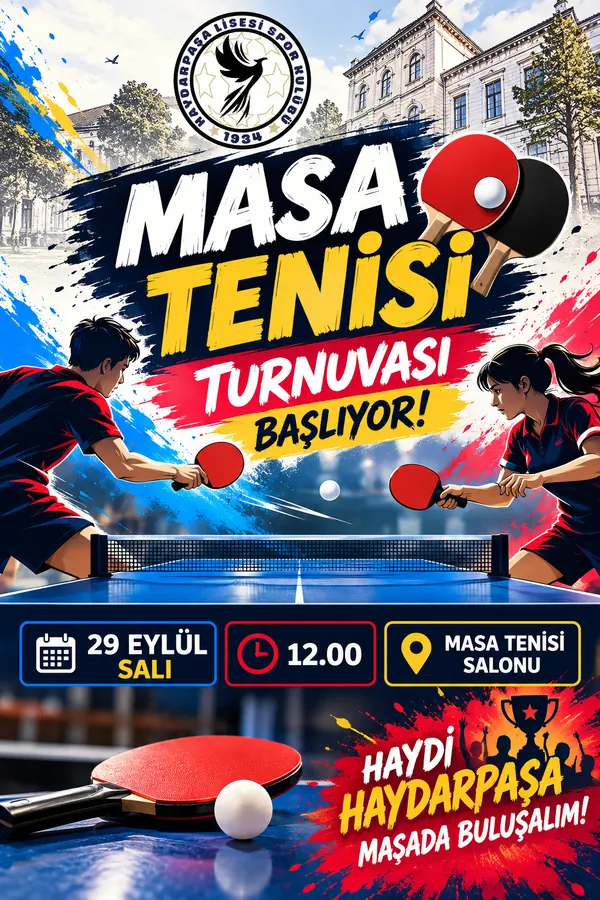 HAYDARPAŞA LİSESİ SPOR KULÜBÜ
1934
MASA
TENİSİ
TURNUVASI
BAŞLIYOR!
29 EYLÜL
SALI
12.00
MASA TENİSİ
SALONU
HAYDİ
HAYDARPAŞA
MAŞADA BULUŞALIM!